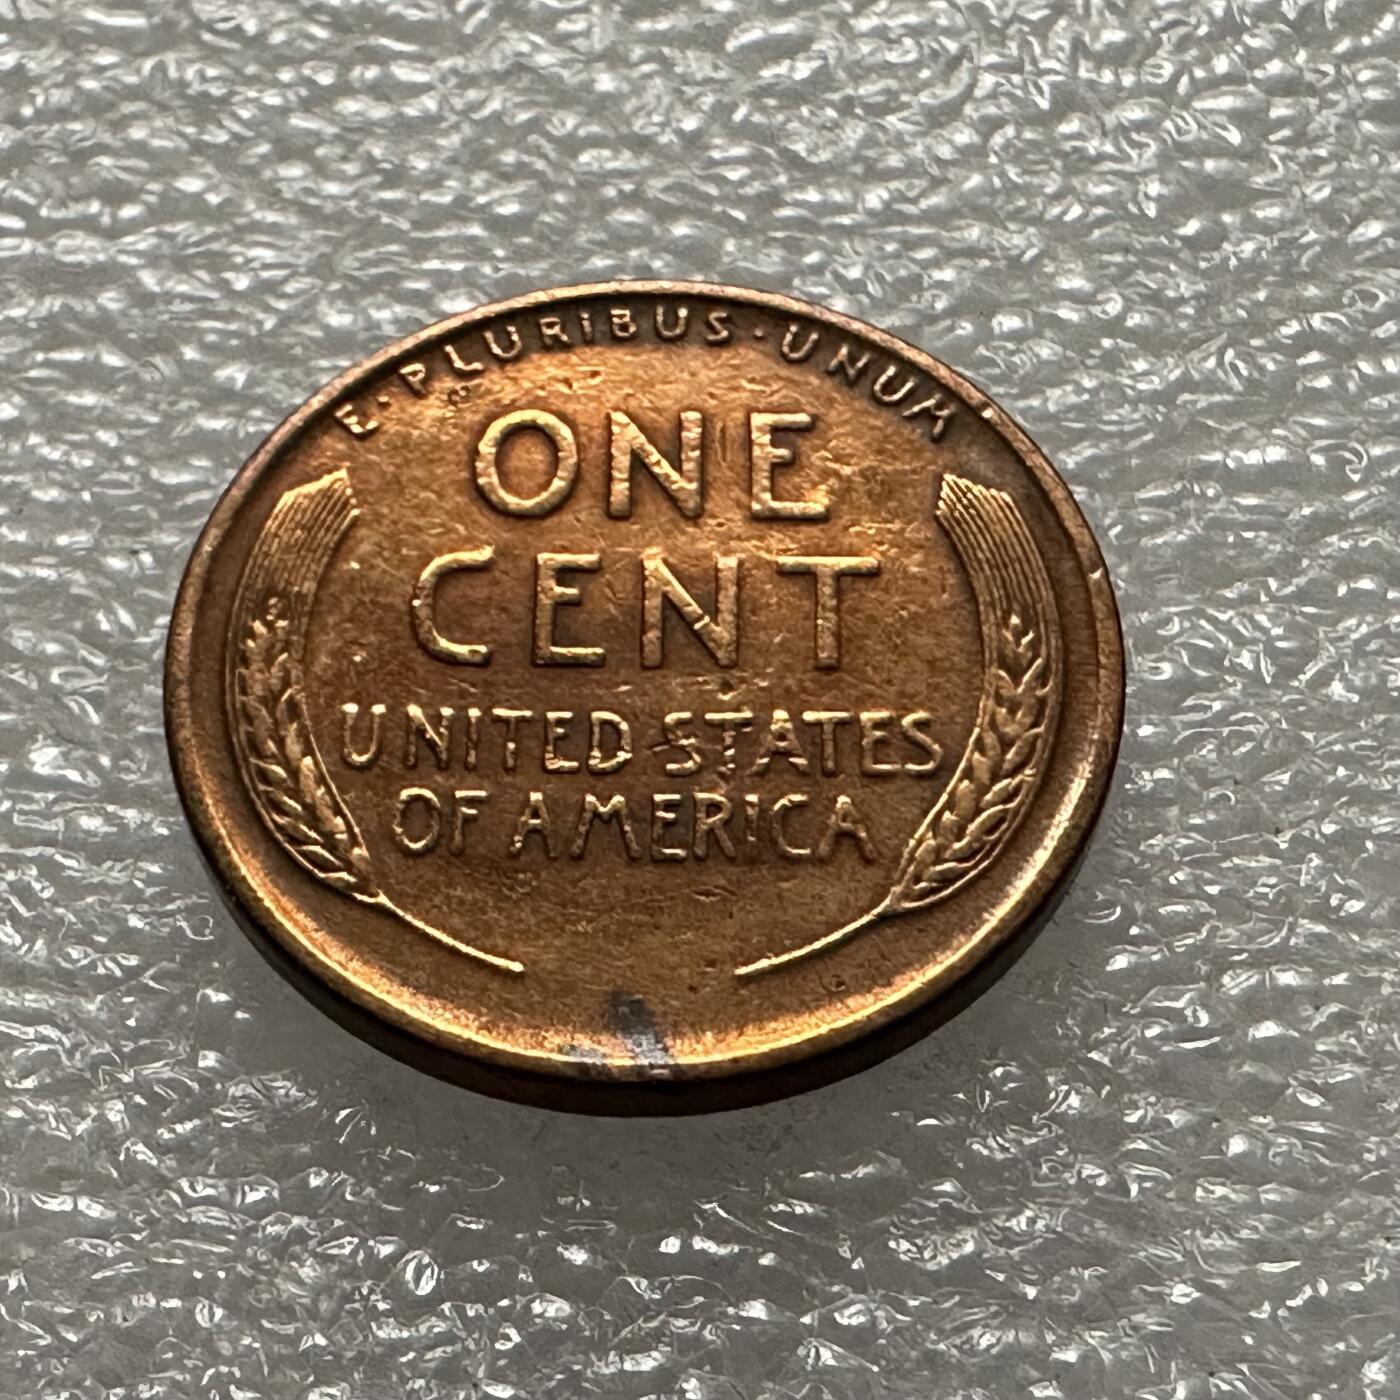 E·PLURIBUS·UNUM
ONE
CENT
UNITED STATES
OF AMERICA